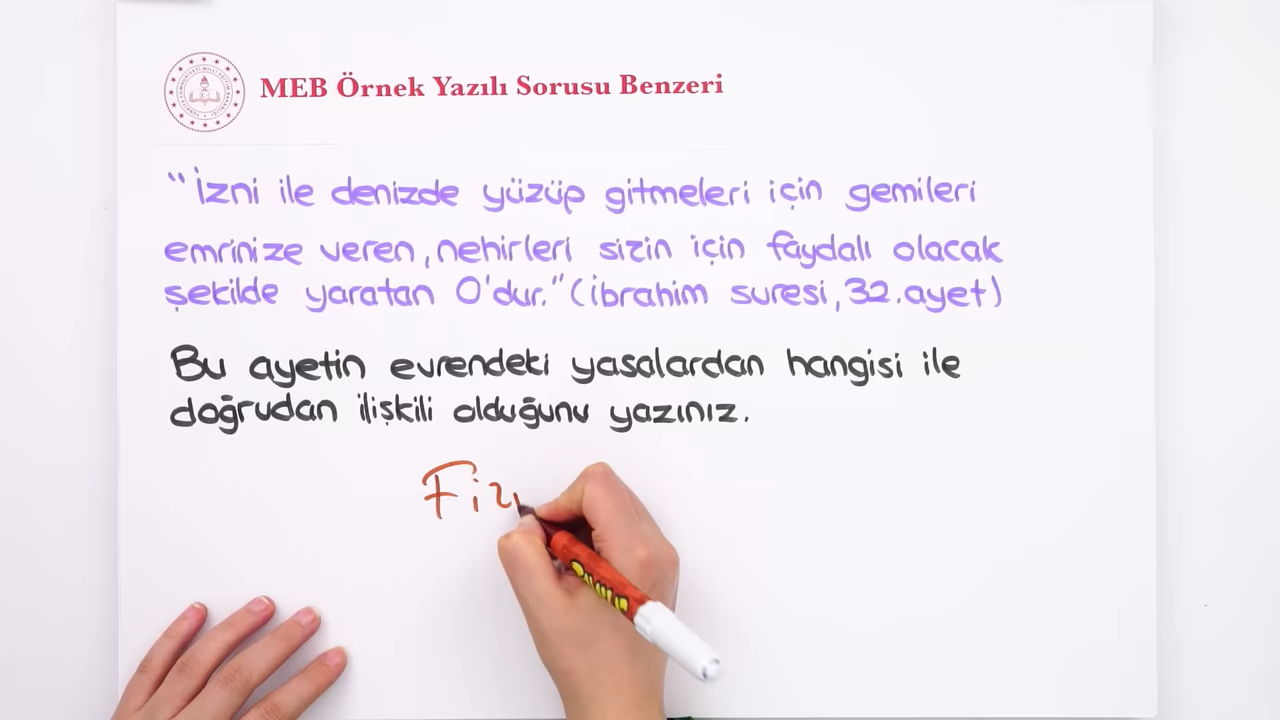 MEB Örnek Yazılı Sorusu Benzeri
"İzni ile denizde yüzüp gitmeleri için gemileri
emrinize veren, nehirleri sizin için faydalı olacak
şekilde yaratan O'dur." (İbrahim suresi, 32. ayet)
Bu ayetin evrendeki yasalardan hangisi ile
doğrudan ilişkili olduğunu yazınız.
Fiz